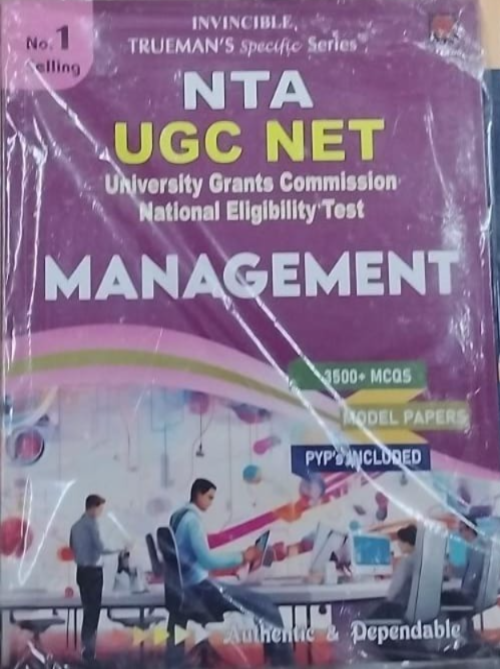 No. 1
Selling
INVINCIBLE,
TRUEMAN'S specific Series
NTA
UGC NET
University Grants Commission
National Eligibility Test
MANAGEMENT
3500+ MCQS
MODEL PAPERS
PYP's INCLUDED
Authentic & Dependable